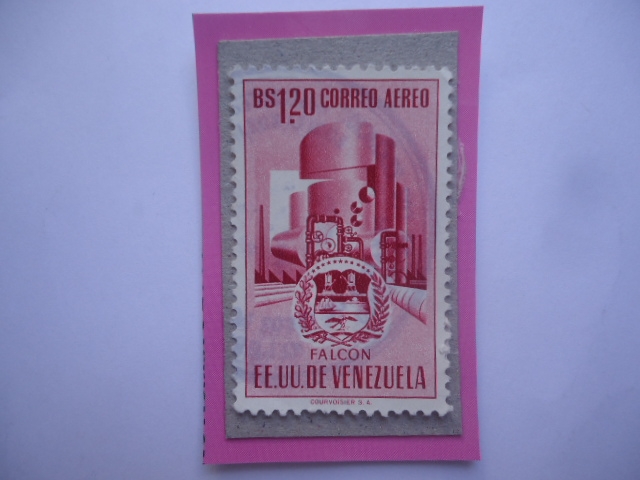 BS 1.20 CORREO AEREO
FALCON
EE.UU. DE VENEZUELA
COURVOISIER S. A.